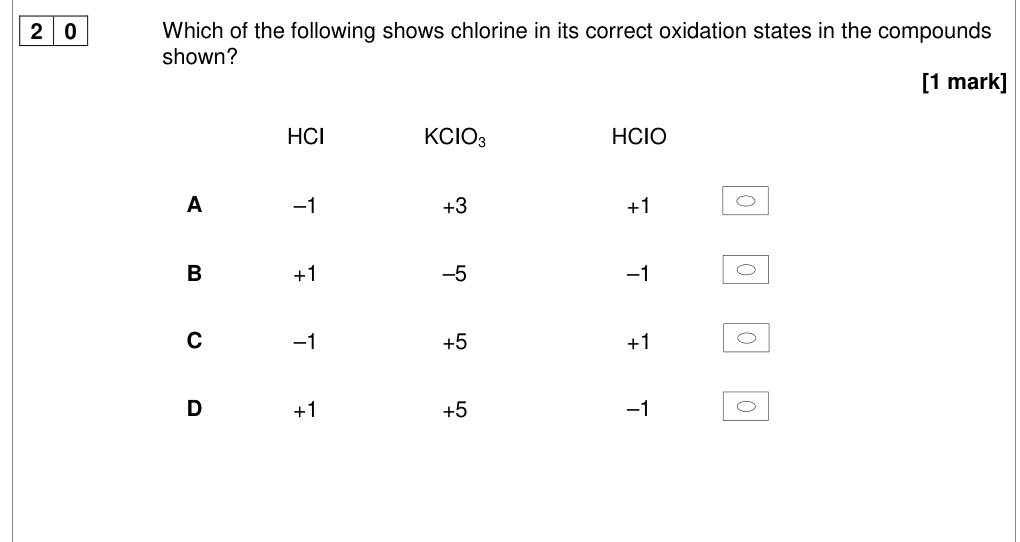 2 0 Which of the following shows chlorine in its correct oxidation states in the compounds
shown?
[1 mark]
HCl KClO₃ HClO
A –1 +3 +1
B +1 –5 –1
C –1 +5 +1
D +1 +5 –1